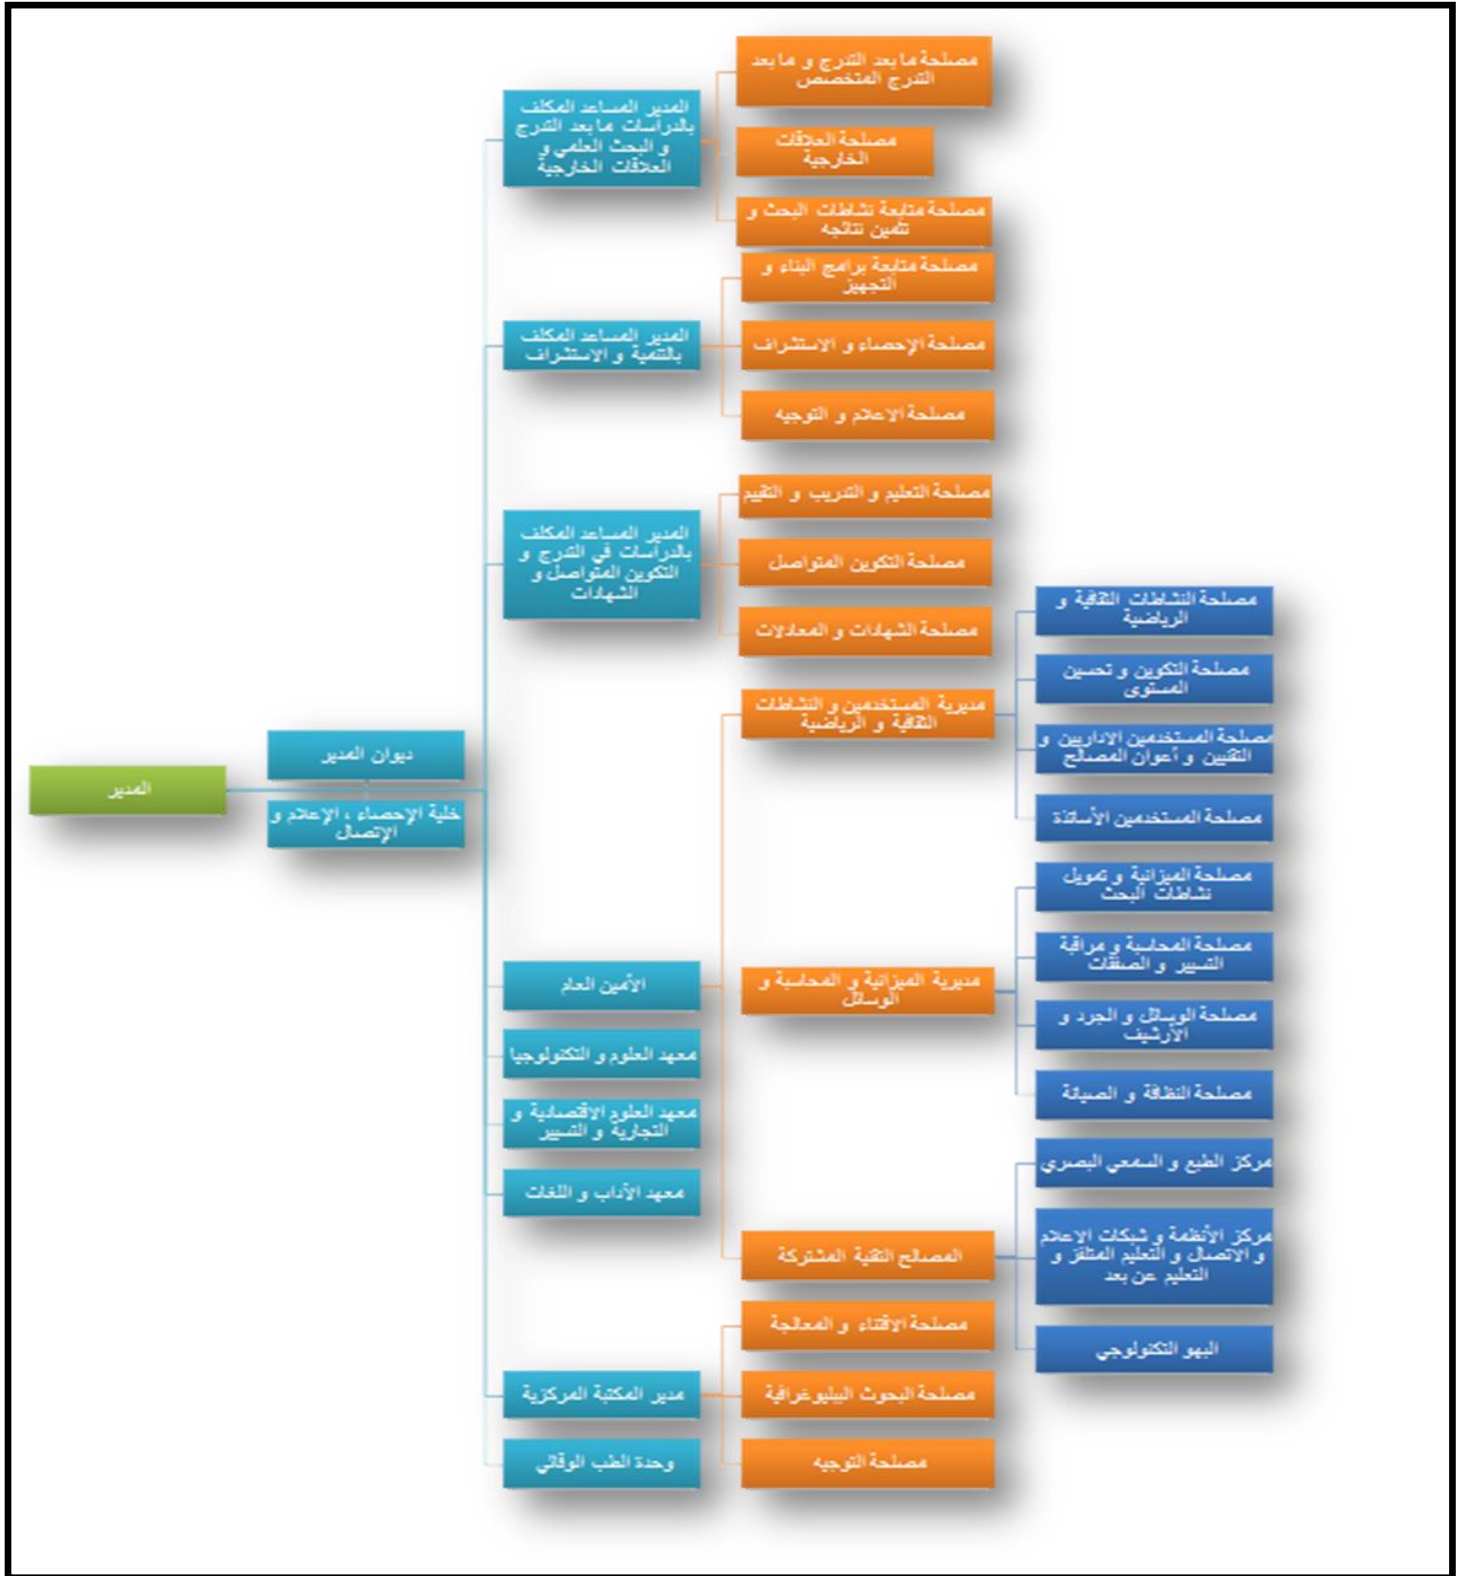 المدير
ديوان المدير
خلية الإحصاء ، الإعلام و
الإتصال
المدير المساعد المكلف
بالدراسات ما بعد التدرج
و البحث العلمي و
العلاقات الخارجية
مصلحة ما بعد التدرج و ما بعد
التدرج المتخصص
مصلحة العلاقات
الخارجية
مصلحة متابعة نشاطات البحث و
تثمين نتائجه
المدير المساعد المكلف
بالتنمية و الاستشراف
مصلحة متابعة برامج البناء و
التجهيز
مصلحة الإحصاء و الاستشراف
مصلحة الاعلام و التوجيه
المدير المساعد المكلف
بالدراسات في التدرج و
التكوين المتواصل و
الشهادات
مصلحة التعليم و التدريب و التقييم
مصلحة التكوين المتواصل
مصلحة الشهادات و المعادلات
الأمين العام
مديرية المستخدمين و النشاطات
الثقافية و الرياضية
مصلحة النشاطات الثقافية و
الرياضية
مصلحة التكوين و تحسين
المستوى
مصلحة المستخدمين الاداريين و
التقنيين و أعوان المصالح
مصلحة المستخدمين الأساتذة
مديرية الميزانية و المحاسبة و
الوسائل
مصلحة الميزانية و تمويل
نشاطات البحث
مصلحة المحاسبة و مراقبة
التسيير و الصفقات
مصلحة الوسائل و الجرد و
الأرشيف
مصلحة النظافة و الصيانة
المصالح التقنية المشتركة
مركز الطبع و السمعي البصري
مركز الأنظمة و شبكات الاعلام
و الاتصال و التعليم المتلفز و
التعليم عن بعد
البهو التكنولوجي
معهد العلوم و التكنولوجيا
معهد العلوم الاقتصادية و
التجارية و التسيير
معهد الآداب و اللغات
مدير المكتبة المركزية
مصلحة الاقتناء و المعالجة
مصلحة البحوث البيليوغرافية
مصلحة التوجيه
وحدة الطب الوقائي